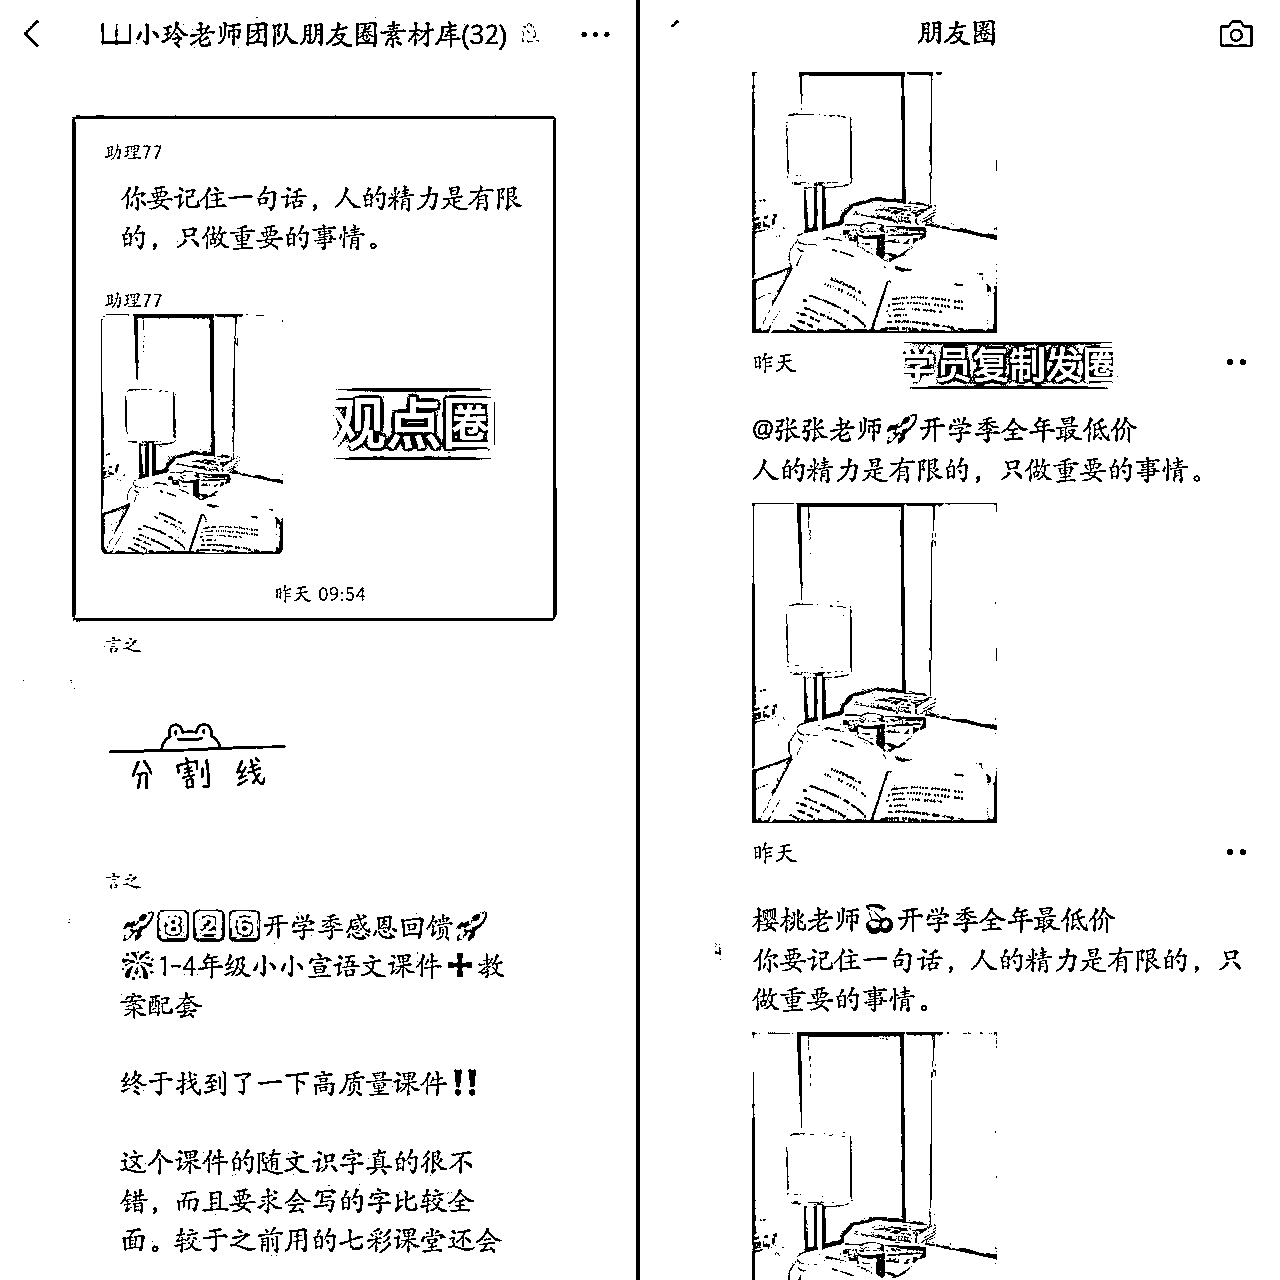 小玲老师团队朋友圈素材库(32)
助理77
你要记住一句话，人的精力是有限
的，只做重要的事情。
助理77
观点圈
昨天 09:54
言之
分割线
言之
🚀8️⃣2️⃣6️⃣开学季感恩回馈🚀
1-4年级小小宣语文课件➕教
案配套
终于找到了一下高质量课件‼️
这个课件的随文识字真的很不
错，而且要求会写的字比较全
面。较于之前用的七彩课堂还会
朋友圈
昨天
学员复制发圈
@张张老师🚀开学季全年最低价
人的精力是有限的，只做重要的事情。
昨天
樱桃老师🍒开学季全年最低价
你要记住一句话，人的精力是有限的，只
做重要的事情。